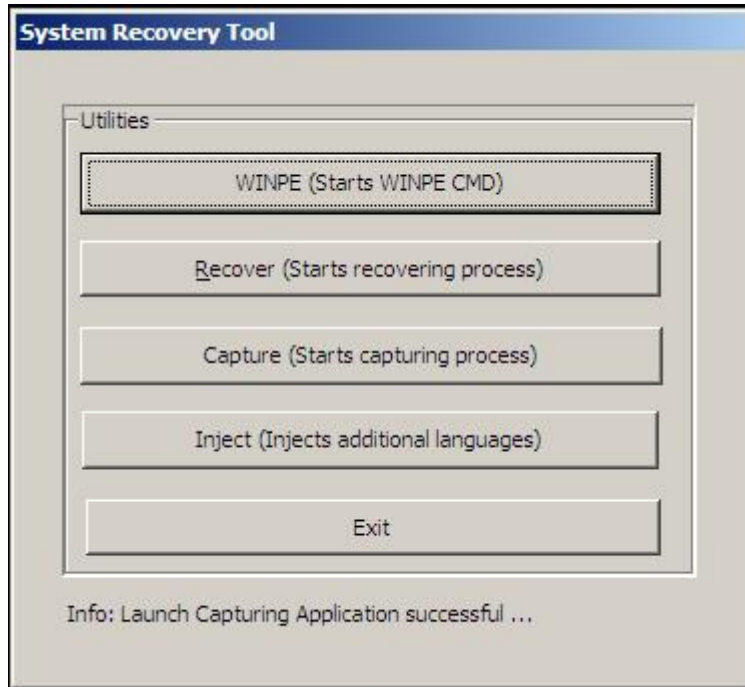 System Recovery Tool
Utilities
WINPE (Starts WINPE CMD)
Recover (Starts recovering process)
Capture (Starts capturing process)
Inject (Injects additional languages)
Exit
Info: Launch Capturing Application successful ...